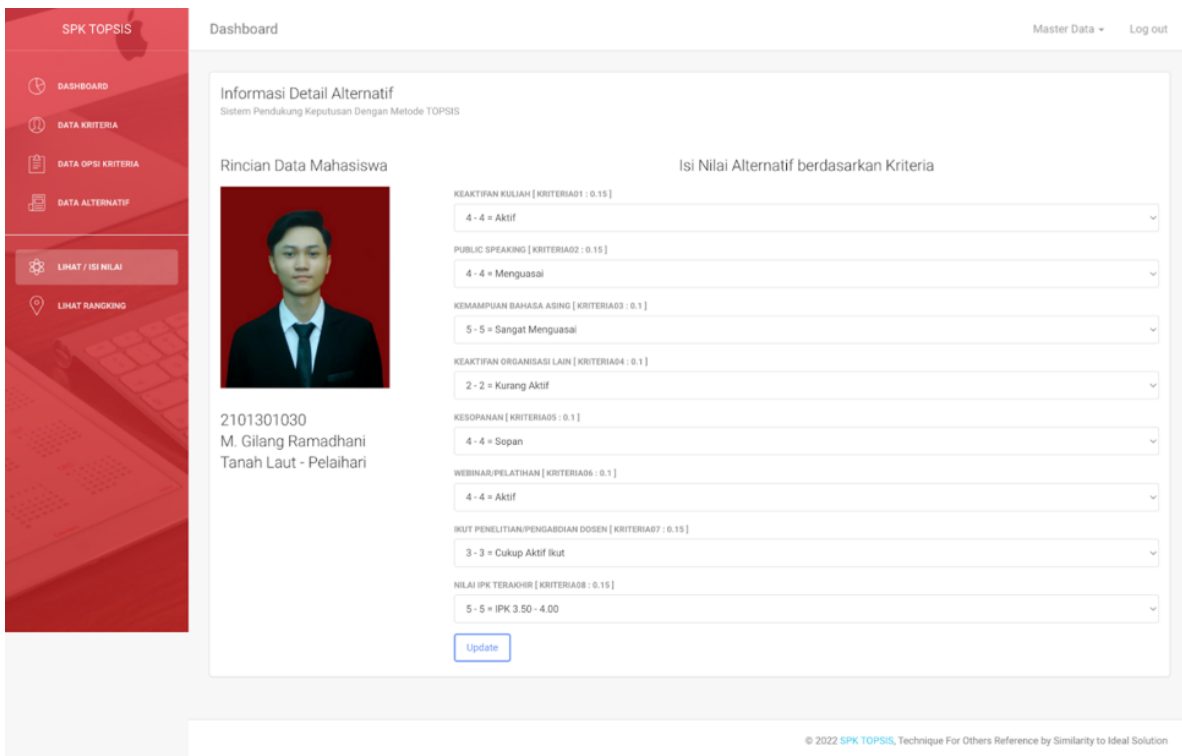 SPK TOPSIS
Dashboard
Master Data
Log out
DASHBOARD
DATA KRITERIA
DATA OPSI KRITERIA
DATA ALTERNATIF
LIHAT / ISI NILAI
LIHAT RANGKING
Informasi Detail Alternatif
Sistem Pendukung Keputusan Dengan Metode TOPSIS
Rincian Data Mahasiswa
2101301030
M. Gilang Ramadhani
Tanah Laut - Pelaihari
Isi Nilai Alternatif berdasarkan Kriteria
KEAKTIFAN KULIAH [ KRITERIA01 : 0.15 ]
4 - 4 = Aktif
PUBLIC SPEAKING [ KRITERIA02 : 0.15 ]
4 - 4 = Menguasai
KEMAMPUAN BAHASA ASING [ KRITERIA03 : 0.1 ]
5 - 5 = Sangat Menguasai
KEAKTIFAN ORGANISASI LAIN [ KRITERIA04 : 0.1 ]
2 - 2 = Kurang Aktif
KESOPANAN [ KRITERIA05 : 0.1 ]
4 - 4 = Sopan
WEBINAR/PELATIHAN [ KRITERIA06 : 0.1 ]
4 - 4 = Aktif
IKUT PENELITIAN/PENGABDIAN DOSEN [ KRITERIA07 : 0.15 ]
3 - 3 = Cukup Aktif Ikut
NILAI IPK TERAKHIR [ KRITERIA08 : 0.15 ]
5 - 5 = IPK 3.50 - 4.00
Update
© 2022 SPK TOPSIS, Technique For Others Reference by Similarity to Ideal Solution